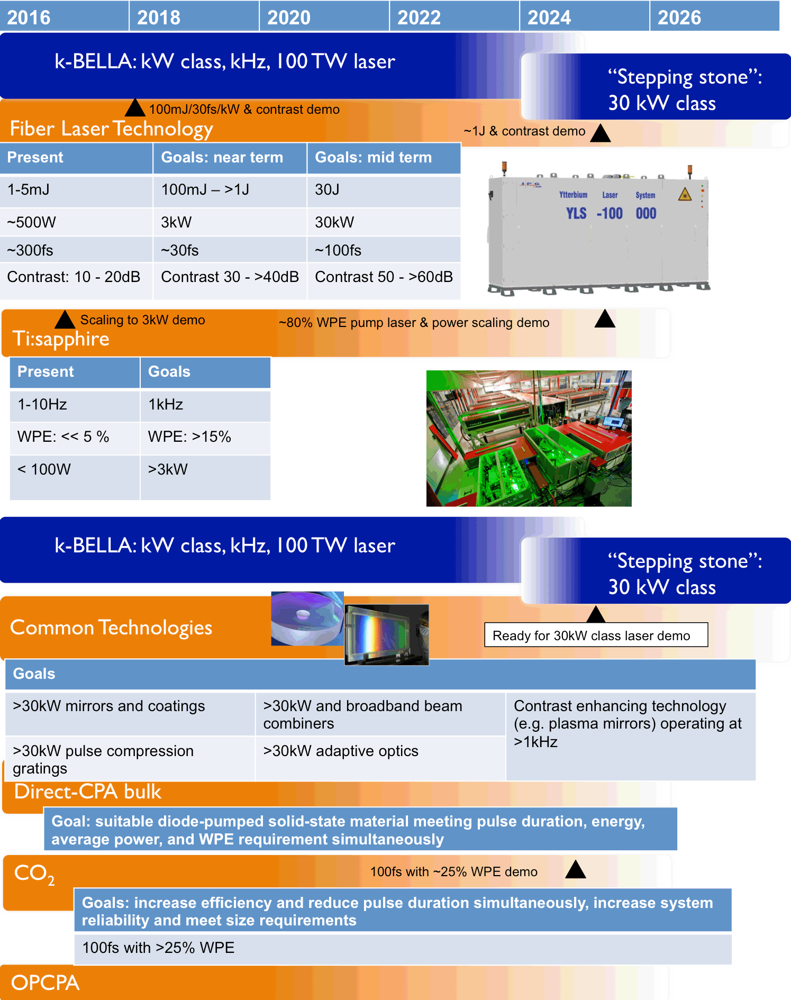 2016 2018 2020 2022 2024 2026
k-BELLA: kW class, kHz, 100 TW laser
“Stepping stone”:
30 kW class
100mJ/30fs/kW & contrast demo
Fiber Laser Technology
~1J & contrast demo
Present Goals: near term Goals: mid term
1-5mJ 100mJ – >1J 30J
~500W 3kW 30kW
~300fs ~30fs ~100fs
Contrast: 10 - 20dB Contrast 30 - >40dB Contrast 50 - >60dB
IPG
Ytterbium Laser System
YLS -100 000
Scaling to 3kW demo
~80% WPE pump laser & power scaling demo
Ti:sapphire
Present Goals
1-10Hz 1kHz
WPE: << 5 % WPE: >15%
< 100W >3kW
THALES
THALES
k-BELLA: kW class, kHz, 100 TW laser
“Stepping stone”:
30 kW class
Common Technologies
Ready for 30kW class laser demo
Goals
>30kW mirrors and coatings
>30kW and broadband beam
combiners
Contrast enhancing technology
(e.g. plasma mirrors) operating at
>1kHz
>30kW pulse compression
gratings
>30kW adaptive optics
Direct-CPA bulk
Goal: suitable diode-pumped solid-state material meeting pulse duration, energy,
average power, and WPE requirement simultaneously
CO2
100fs with ~25% WPE demo
Goals: increase efficiency and reduce pulse duration simultaneously, increase system
reliability and meet size requirements
100fs with >25% WPE
OPCPA